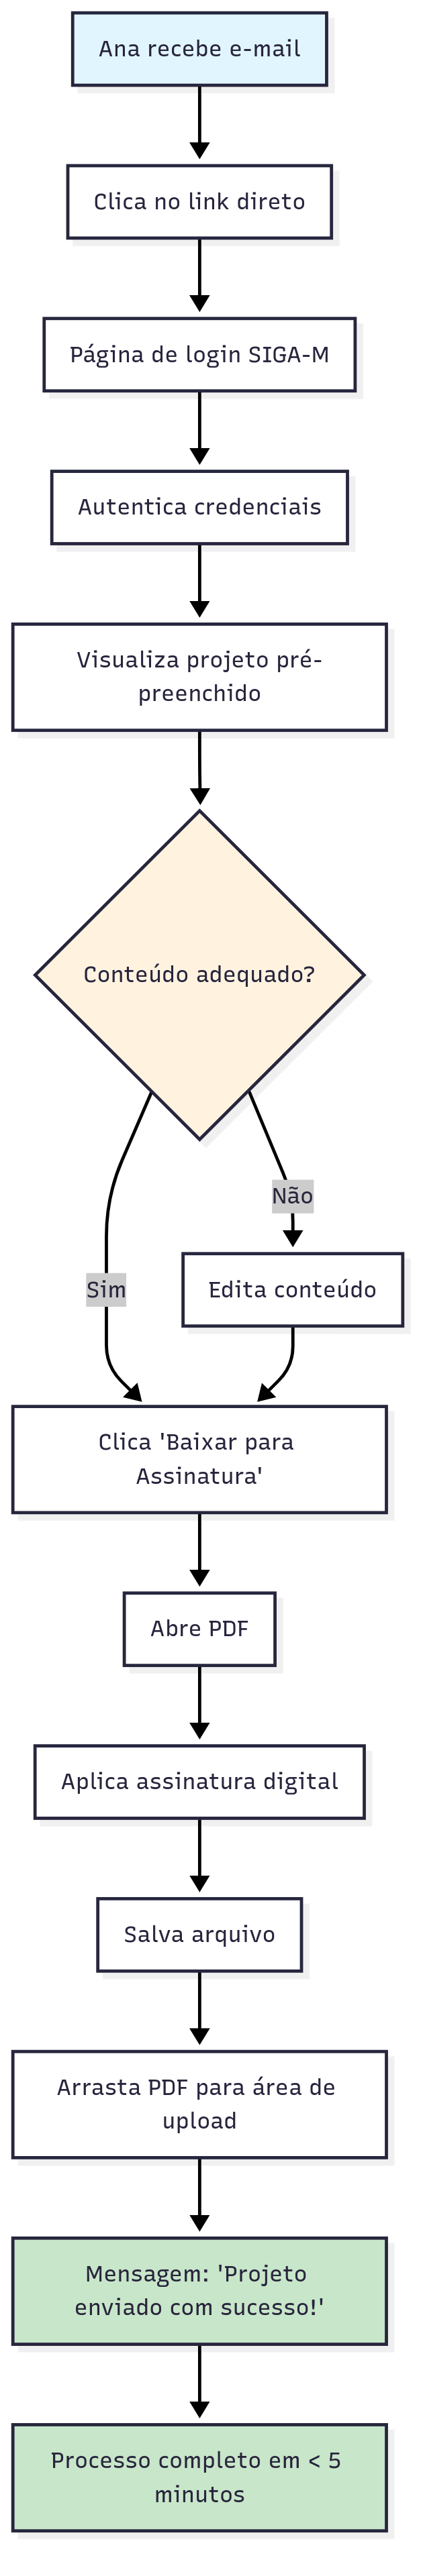 Ana recebe e-mail
Clica no link direto
Página de login SIGA-M
Autentica credenciais
Visualiza projeto pré-
preenchido
Conteúdo adequado?
Não
Sim
Edita conteúdo
Clica 'Baixar para
Assinatura'
Abre PDF
Aplica assinatura digital
Salva arquivo
Arrasta PDF para área de
upload
Mensagem: 'Projeto
enviado com sucesso!'
Processo completo em < 5
minutos